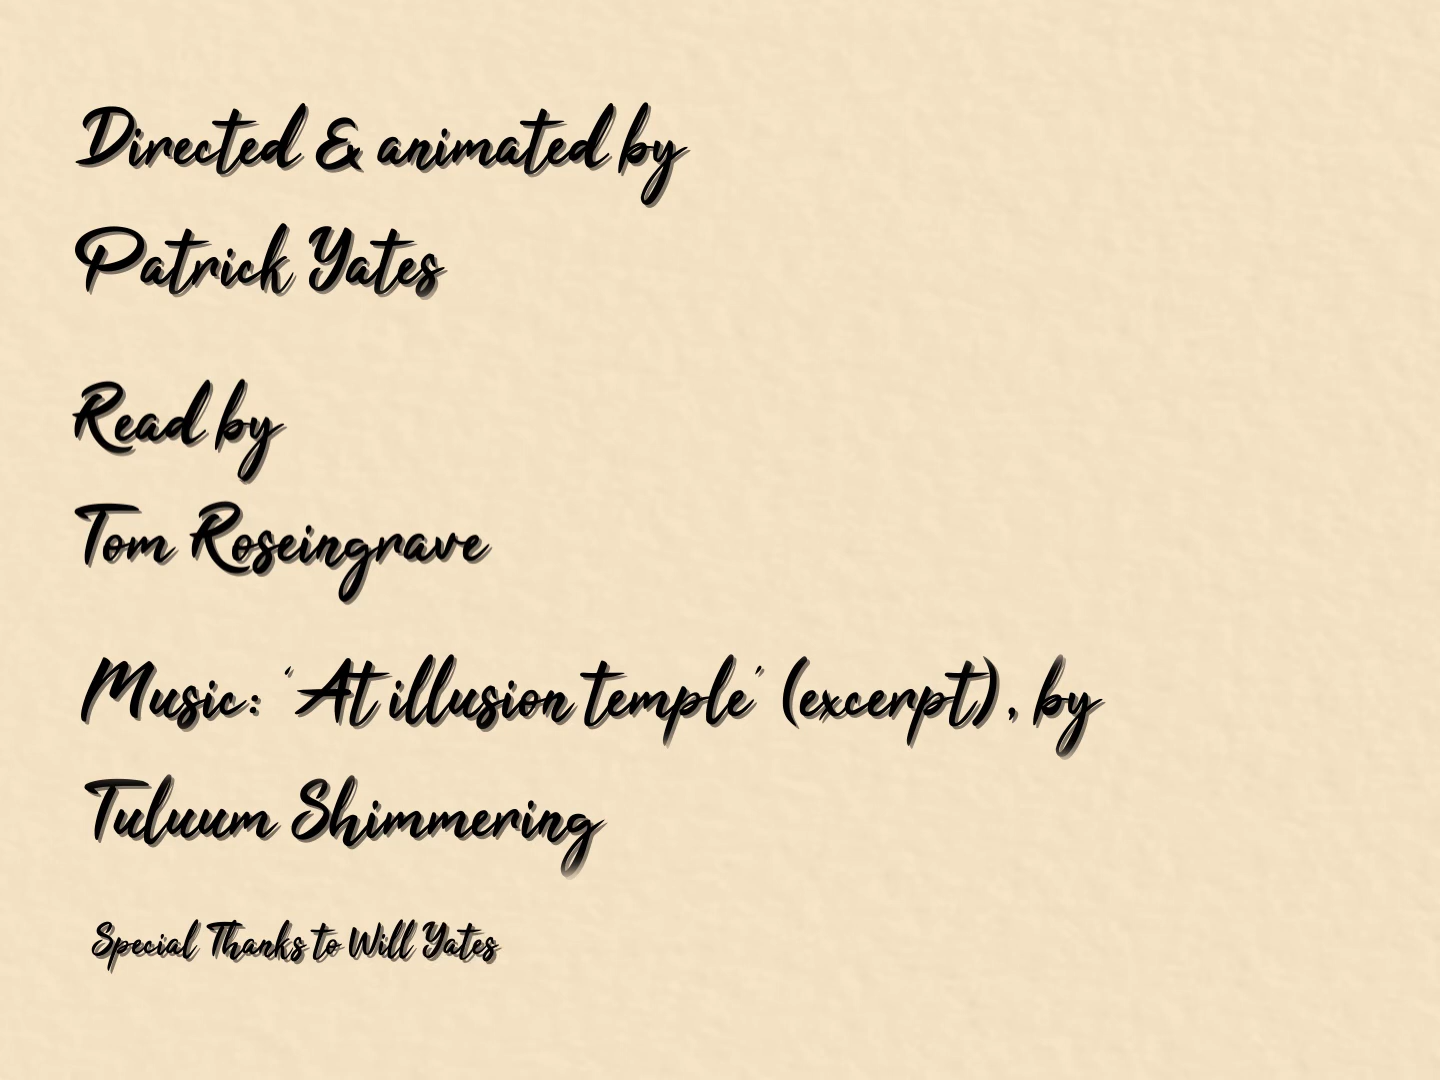 Directed & animated by
Patrick Yates
Read by
Tom Roseingrave
Music: 'At illusion temple' (excerpt), by
Tuluum Shimmering
Special Thanks to Will Yates